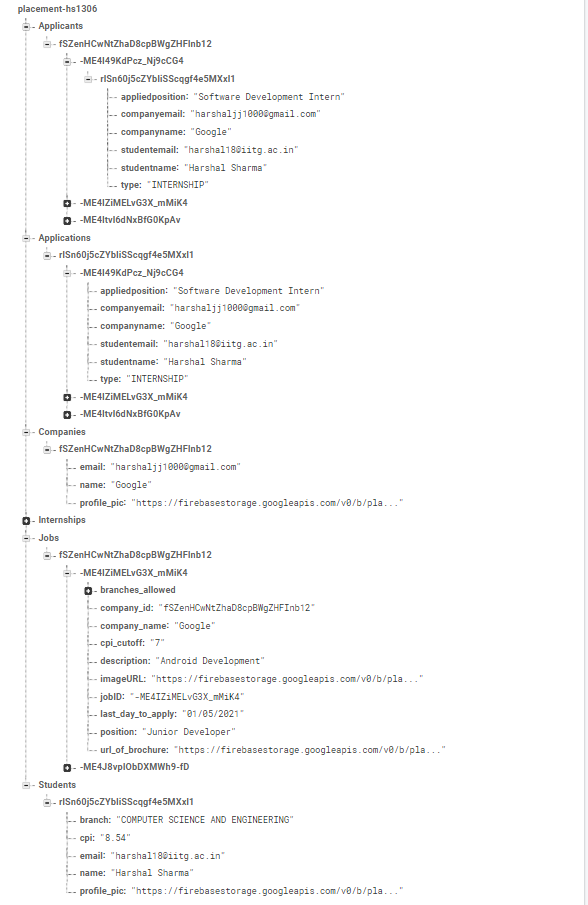 placement-hs1306
Applicants
fSZenHCwNtZhaD8cpBWgZHFInb12
-ME4I49KdPcz_Nj9cCG4
rISn60j5cZYbIiSScqgf4e5MXxI1
appliedposition: "Software Development Intern"
companyemail: "harshaljj1000@gmail.com"
companyname: "Google"
studentemail: "harshal18@iitg.ac.in"
studentname: "Harshal Sharma"
type: "INTERNSHIP"
-ME4IZiMELvG3X_mMiK4
-ME4ItvI6dNxBfG0KpAv
Applications
rISn60j5cZYbIiSScqgf4e5MXxI1
-ME4I49KdPcz_Nj9cCG4
appliedposition: "Software Development Intern"
companyemail: "harshaljj1000@gmail.com"
companyname: "Google"
studentemail: "harshal18@iitg.ac.in"
studentname: "Harshal Sharma"
type: "INTERNSHIP"
-ME4IZiMELvG3X_mMiK4
-ME4ItvI6dNxBfG0KpAv
Companies
fSZenHCwNtZhaD8cpBWgZHFInb12
email: "harshaljj1000@gmail.com"
name: "Google"
profile_pic: "https://firebasestorage.googleapis.com/v0/b/pla..."
Internships
Jobs
fSZenHCwNtZhaD8cpBWgZHFInb12
-ME4IZiMELvG3X_mMiK4
branches_allowed
company_id: "fSZenHCwNtZhaD8cpBWgZHFInb12"
company_name: "Google"
cpi_cutoff: "7"
description: "Android Development"
imageURL: "https://firebasestorage.googleapis.com/v0/b/pla..."
jobID: "-ME4IZiMELvG3X_mMiK4"
last_day_to_apply: "01/05/2021"
position: "Junior Developer"
url_of_brochure: "https://firebasestorage.googleapis.com/v0/b/pla..."
-ME4J8vpIObDXMWh9-fD
Students
rISn60j5cZYbIiSScqgf4e5MXxI1
branch: "COMPUTER SCIENCE AND ENGINEERING"
cpi: "8.54"
email: "harshal18@iitg.ac.in"
name: "Harshal Sharma"
profile_pic: "https://firebasestorage.googleapis.com/v0/b/pla..."